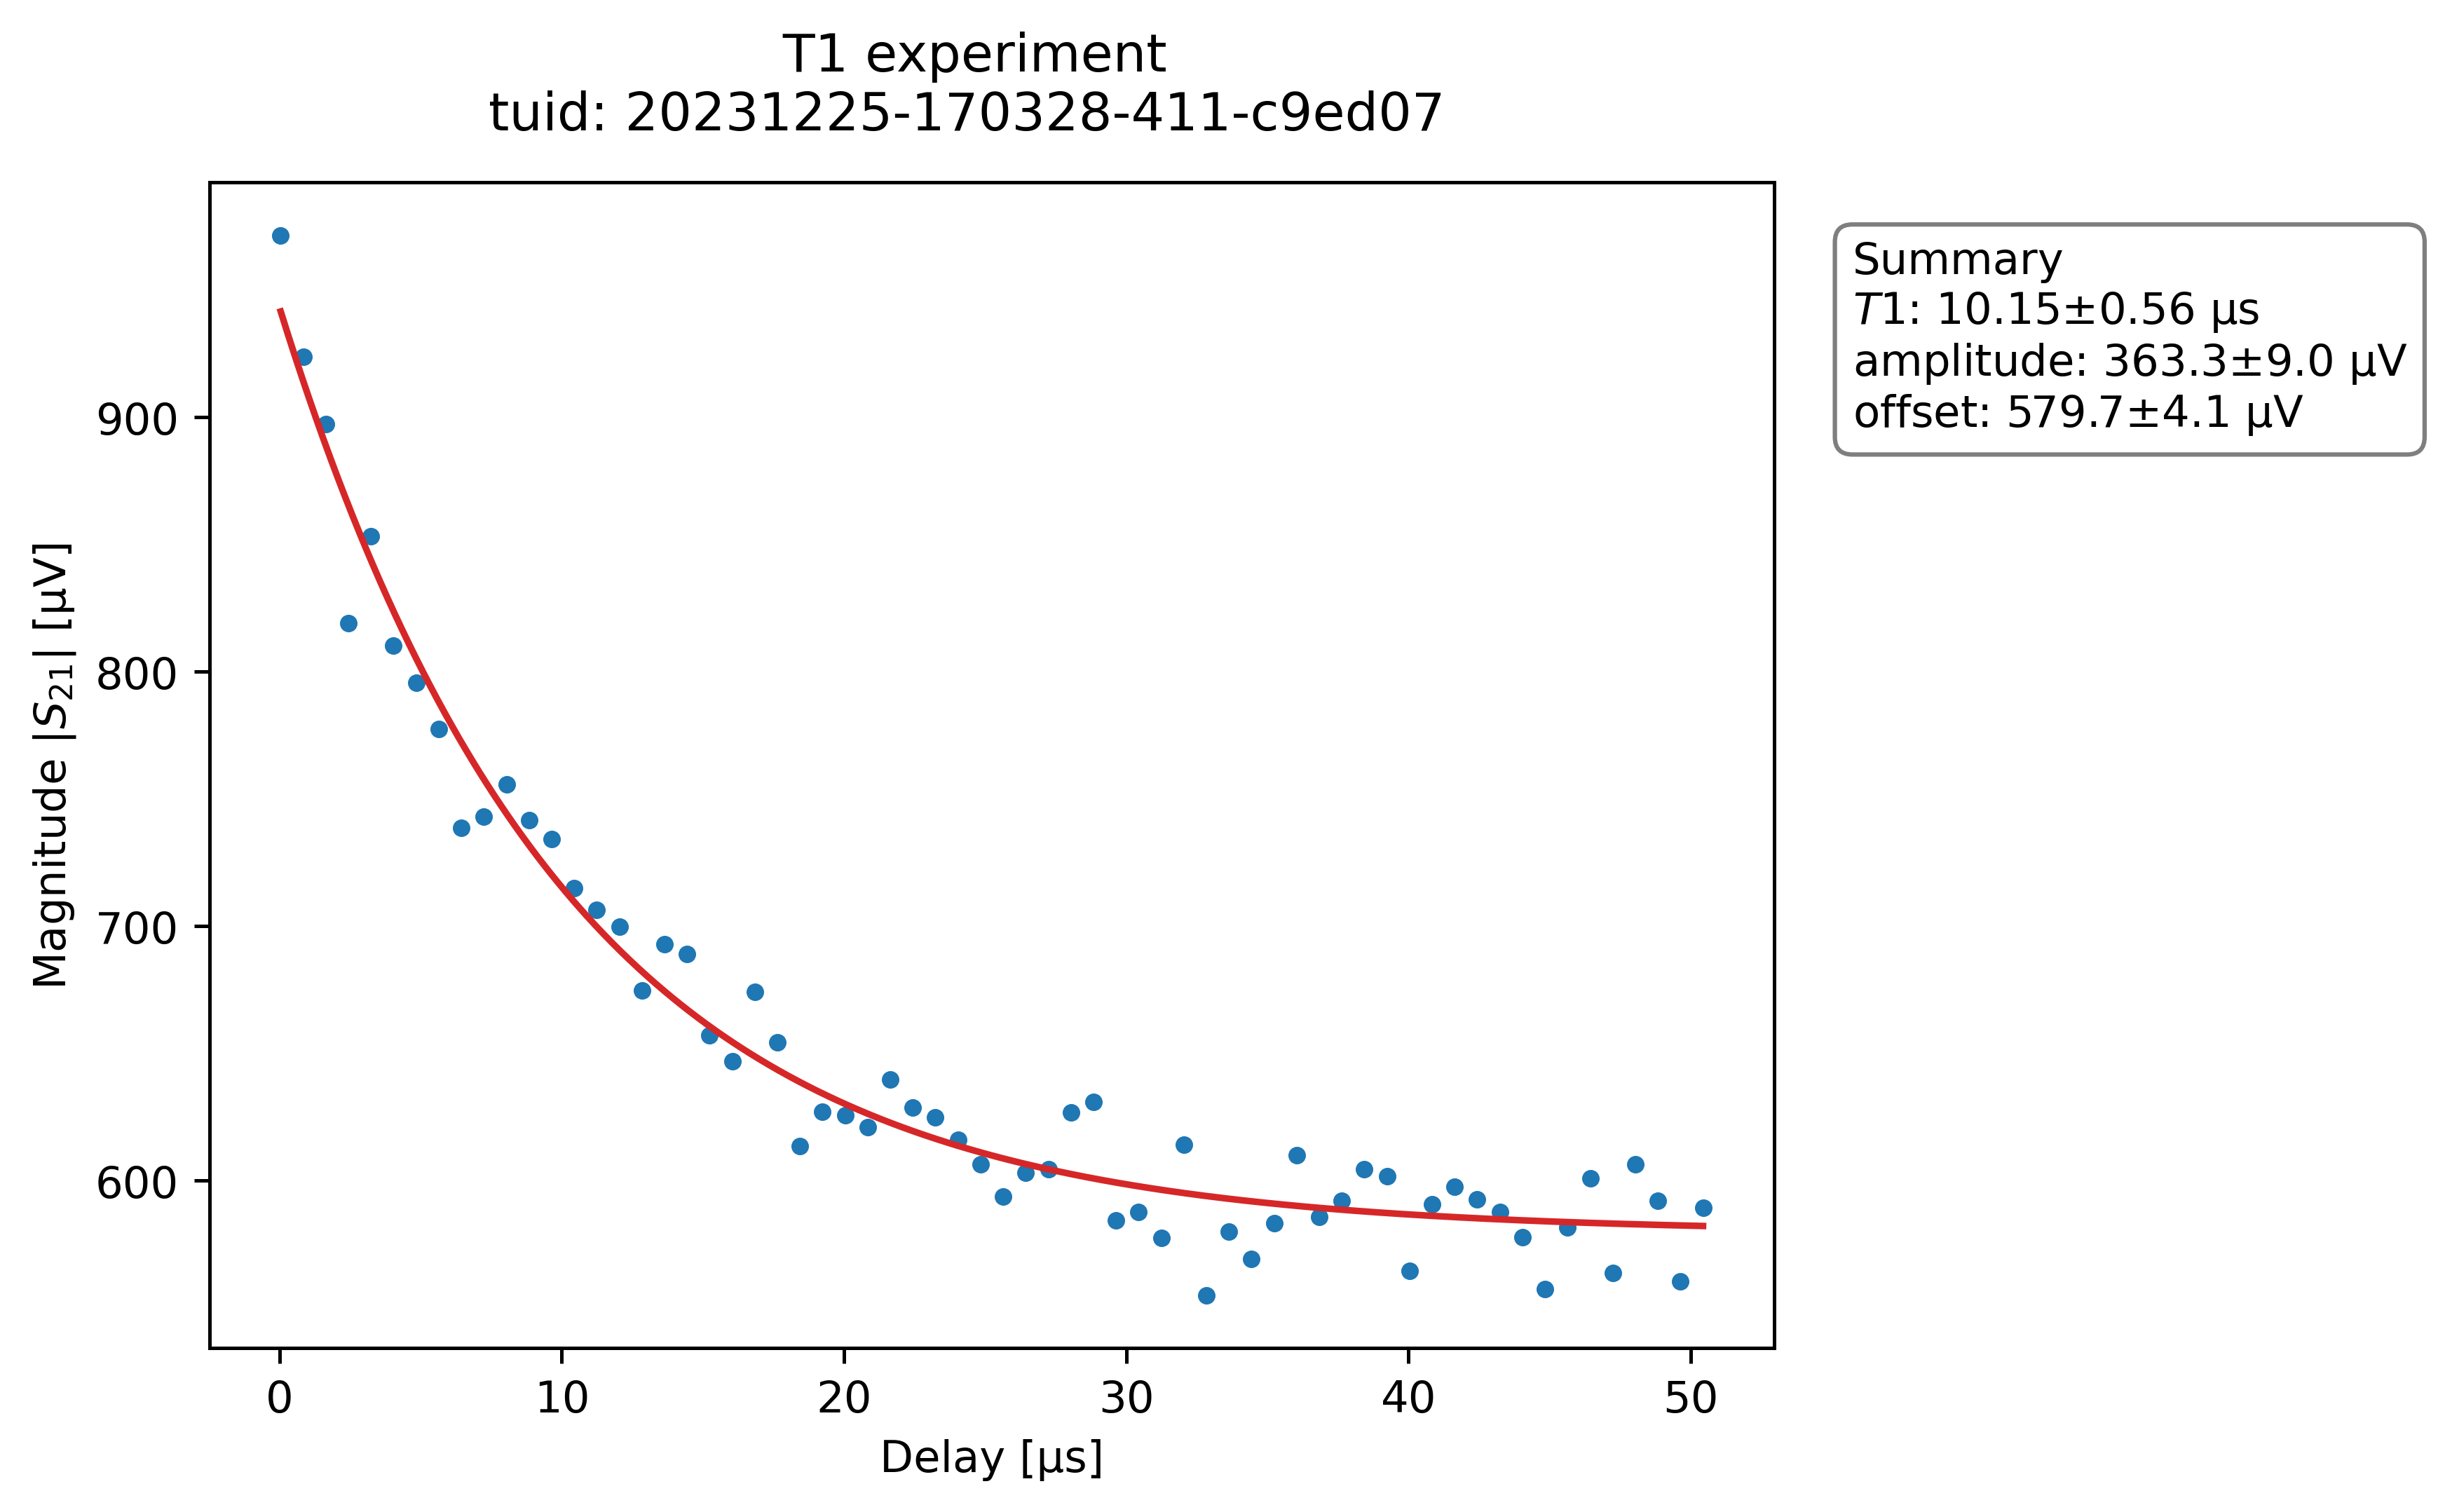 T1 experiment
tuid: 20231225-170328-411-c9ed07
Summary
T1: 10.15±0.56 µs
amplitude: 363.3±9.0 µV
offset: 579.7±4.1 µV
Magnitude |S21| [µV]
900
800
700
600
0 10 20 30 40 50
Delay [µs]